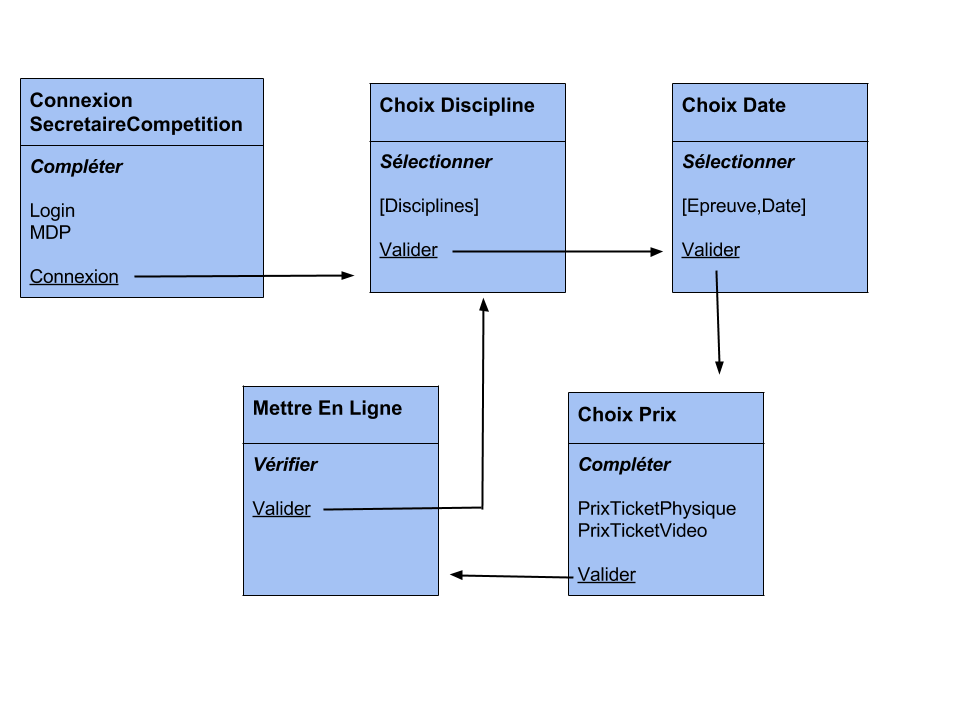 Connexion
SecretaireCompetition
Compléter
Login
MDP
Connexion
Choix Discipline
Sélectionner
[Disciplines]
Valider
Choix Date
Sélectionner
[Epreuve,Date]
Valider
Mettre En Ligne
Vérifier
Valider
Choix Prix
Compléter
PrixTicketPhysique
PrixTicketVideo
Valider